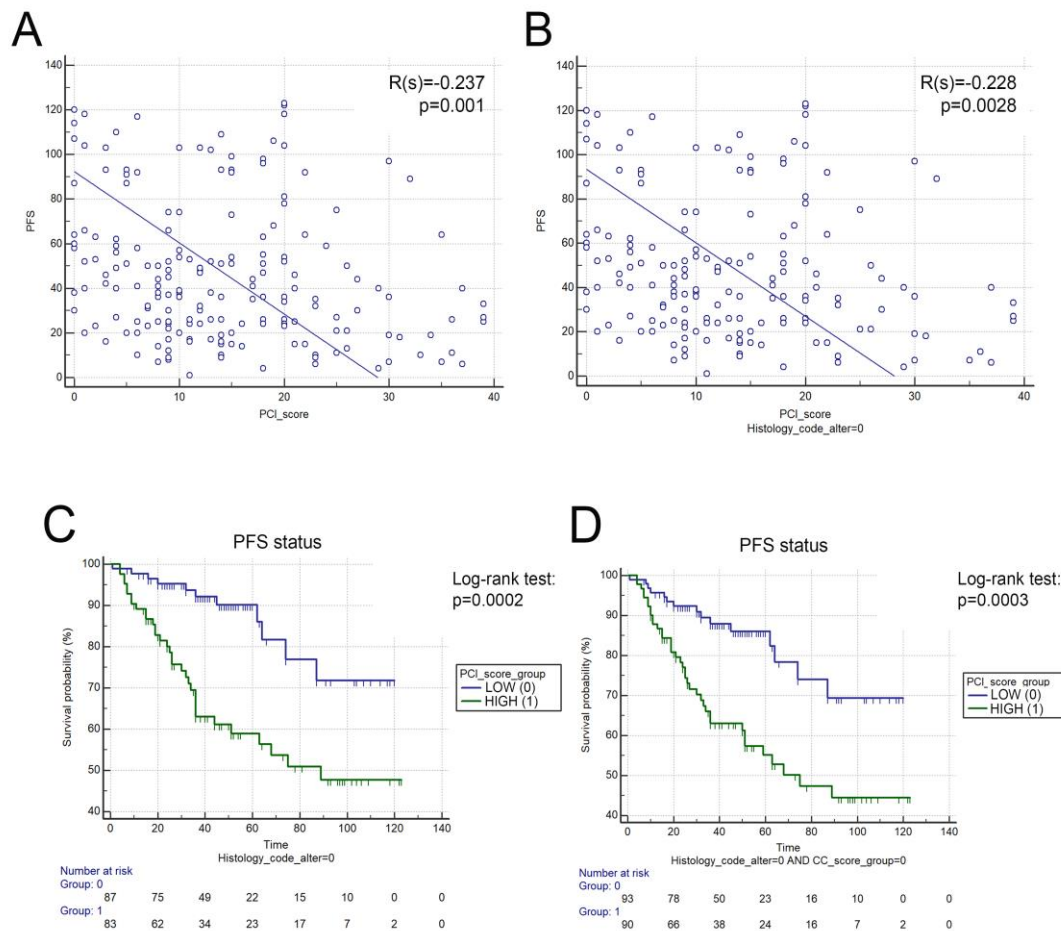 A
R(s)=-0.237
p=0.001
140
120
100
80
60
40
20
0
PFS
0 10 20 30 40
PCI_score
B
R(s)=-0.228
p=0.0028
140
120
100
80
60
40
20
0
PFS
0 10 20 30 40
PCI_score
Histology_code_alter=0
C
PFS status
Log-rank test:
p=0.0002
100
90
80
70
60
50
40
Survival probability (%)
PCI_score_group
LOW (0)
HIGH (1)
0 20 40 60 80 100 120 140
Time
Histology_code_alter=0
Number at risk
Group: 0
87 75 49 22 15 10 0 0
Group: 1
83 62 34 23 17 7 2 0
D
PFS status
Log-rank test:
p=0.0003
100
90
80
70
60
50
40
Survival probability (%)
PCI_score_group
LOW (0)
HIGH (1)
0 20 40 60 80 100 120 140
Time
Histology_code_alter=0 AND CC_score_group=0
Number at risk
Group: 0
93 78 50 23 16 10 0 0
Group: 1
90 66 38 24 16 7 2 0